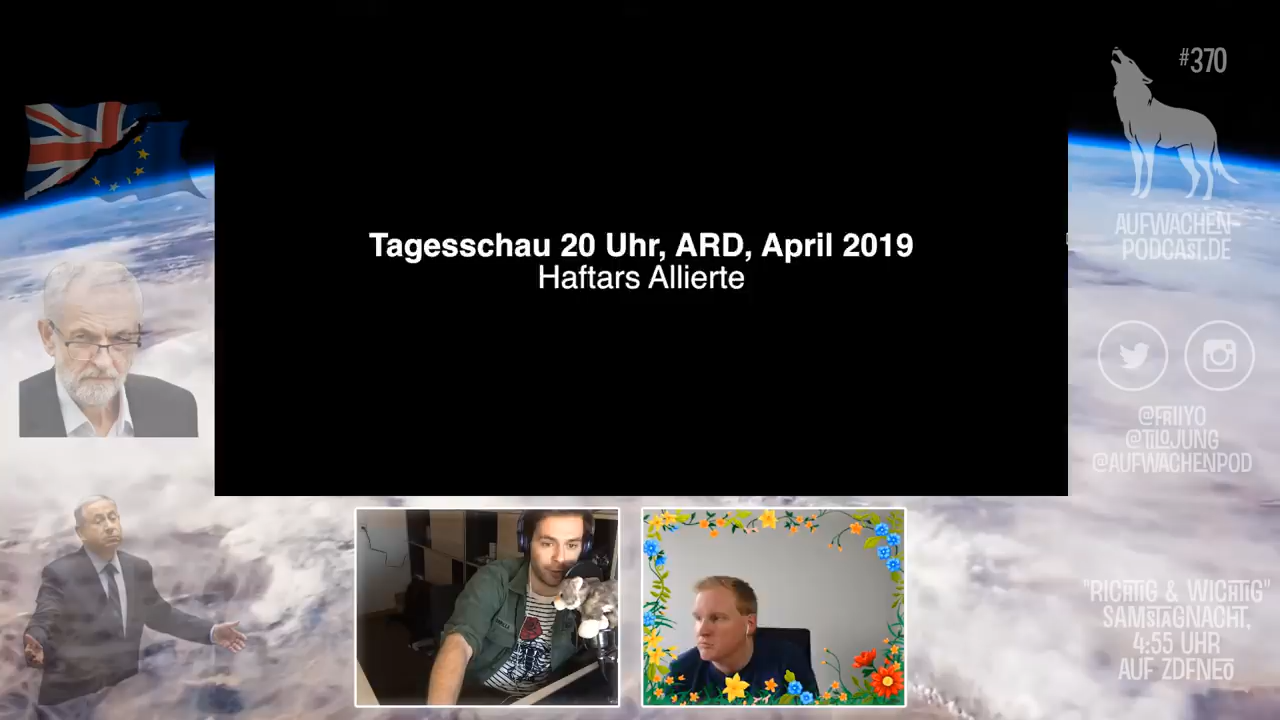 #370
AUFWACHEN-
PODCAST.DE
Tagesschau 20 Uhr, ARD, April 2019
Haftars Allierte
@FRIIYO
@TILOJUNG
@AUFWACHENPOD
"RICHTIG & WICHTIG"
SAMSTAGNACHT,
4:55 UHR
AUF ZDFNEO